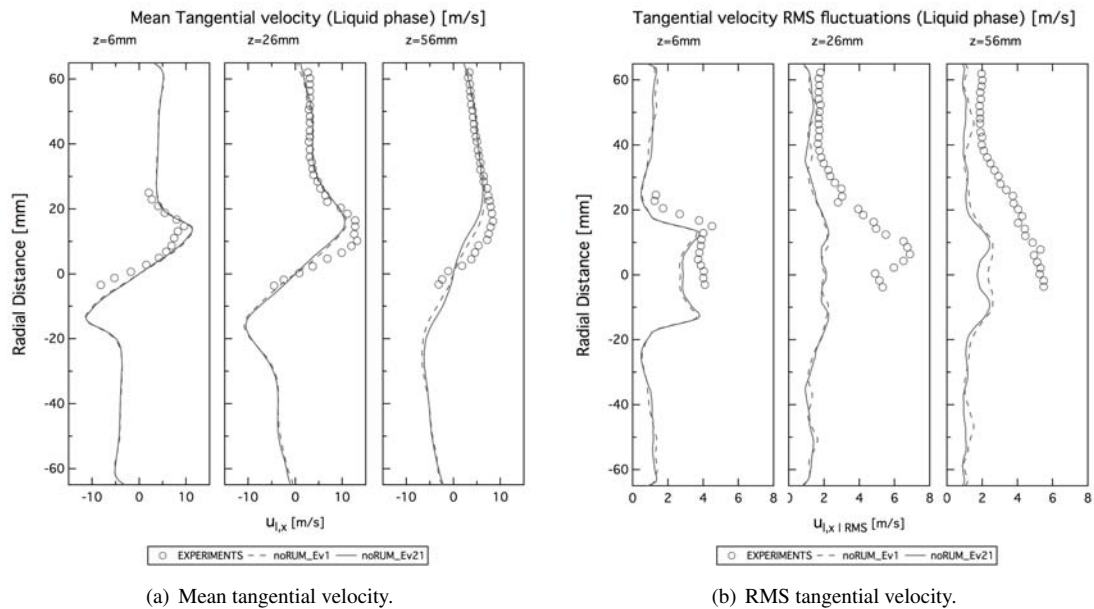 Mean Tangential velocity (Liquid phase) [m/s]
z=6mm z=26mm z=56mm
60
40
20
0
-20
-40
-60
Radial Distance [mm]
-10 0 10 -10 0 10 -10 0 10
u_l,x [m/s]
EXPERIMENTS noRUM_Ev1 noRUM_Ev21
(a) Mean tangential velocity.
Tangential velocity RMS fluctuations (Liquid phase) [m/s]
z=6mm z=26mm z=56mm
60
40
20
0
-20
-40
-60
Radial Distance [mm]
0 2 4 6 8 0 2 4 6 8 0 2 4 6 8
u_l,x | RMS [m/s]
EXPERIMENTS noRUM_Ev1 noRUM_Ev21
(b) RMS tangential velocity.